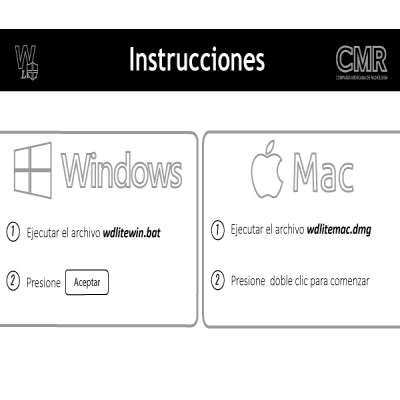 Instrucciones
CMR
Windows
1 Ejecutar el archivo wdlitewin.bat
2 Presione Aceptar
Mac
1 Ejecutar el archivo wdlitemac.dmg
2 Presione doble clic para comenzar